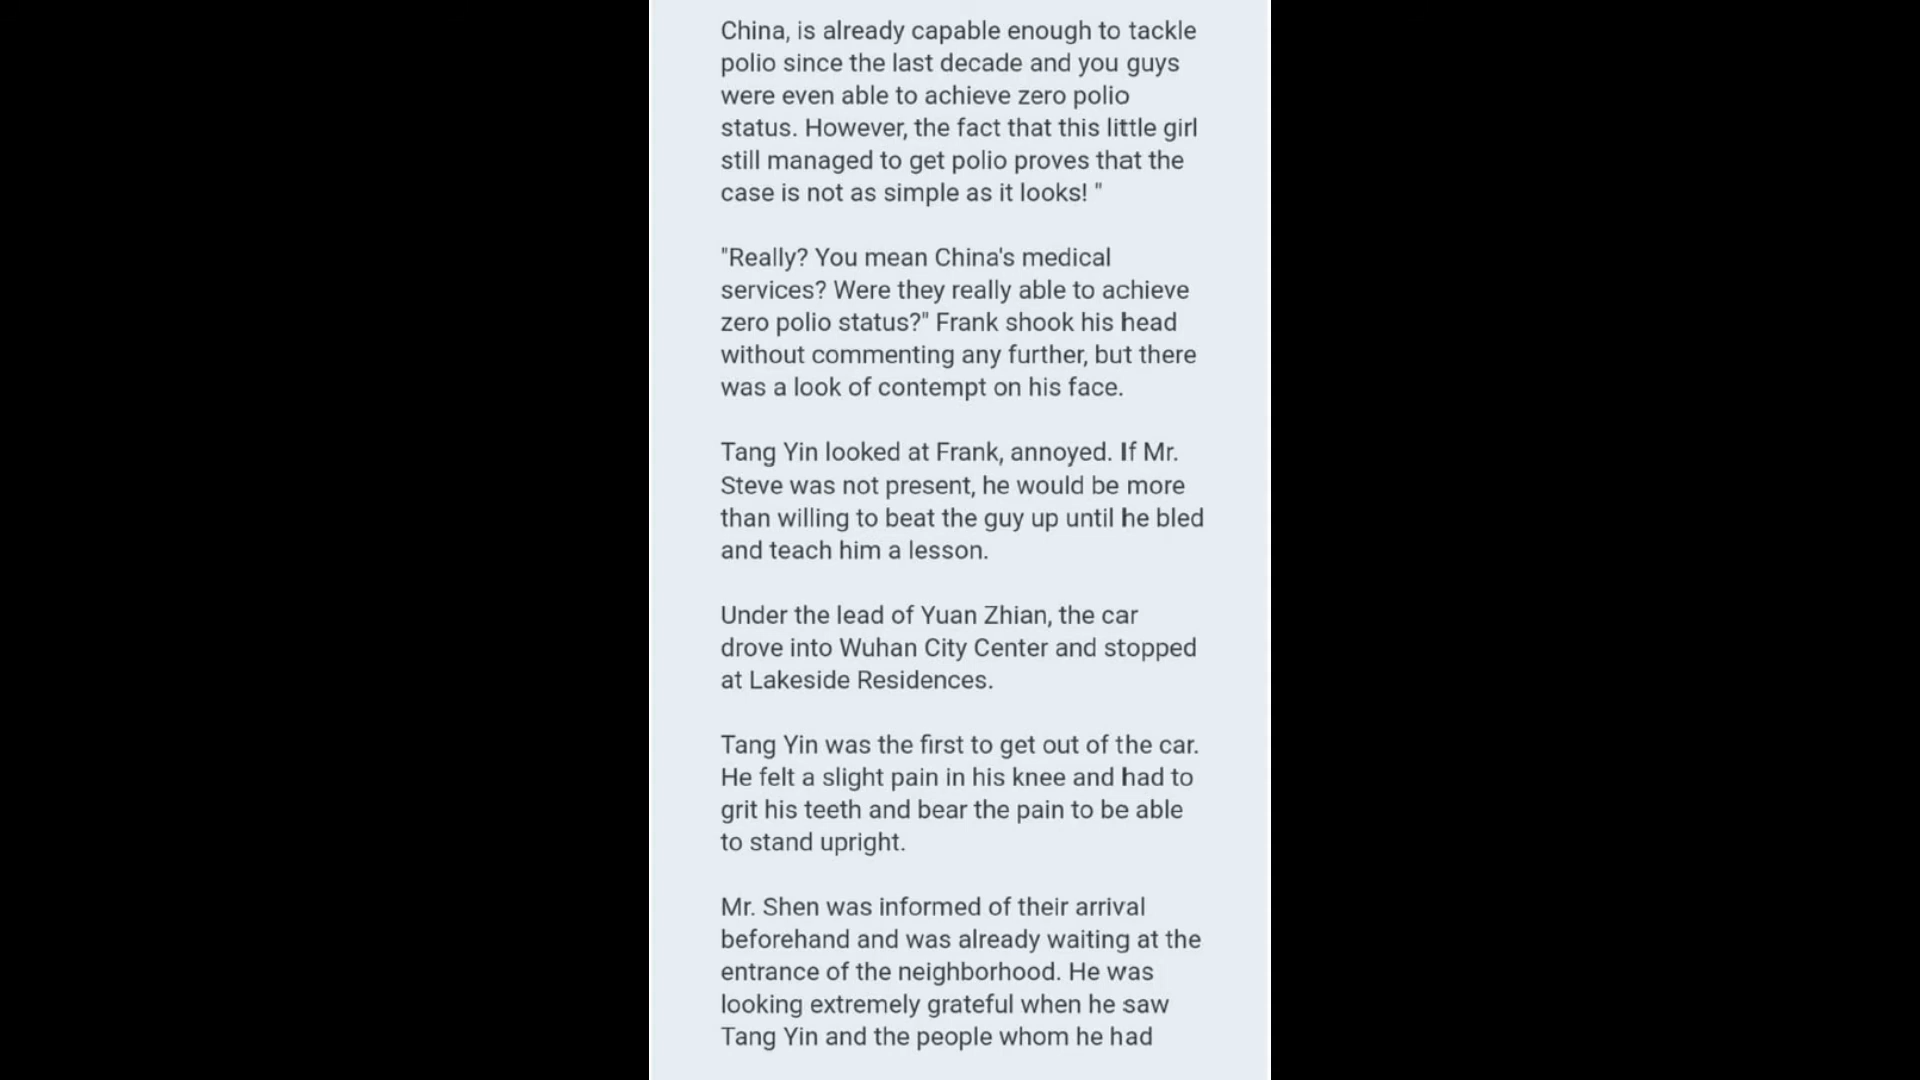 China, is already capable enough to tackle
polio since the last decade and you guys
were even able to achieve zero polio
status. However, the fact that this little girl
still managed to get polio proves that the
case is not as simple as it looks! "
"Really? You mean China's medical
services? Were they really able to achieve
zero polio status?" Frank shook his head
without commenting any further, but there
was a look of contempt on his face.
Tang Yin looked at Frank, annoyed. If Mr.
Steve was not present, he would be more
than willing to beat the guy up until he bled
and teach him a lesson.
Under the lead of Yuan Zhian, the car
drove into Wuhan City Center and stopped
at Lakeside Residences.
Tang Yin was the first to get out of the car.
He felt a slight pain in his knee and had to
grit his teeth and bear the pain to be able
to stand upright.
Mr. Shen was informed of their arrival
beforehand and was already waiting at the
entrance of the neighborhood. He was
looking extremely grateful when he saw
Tang Yin and the people whom he had